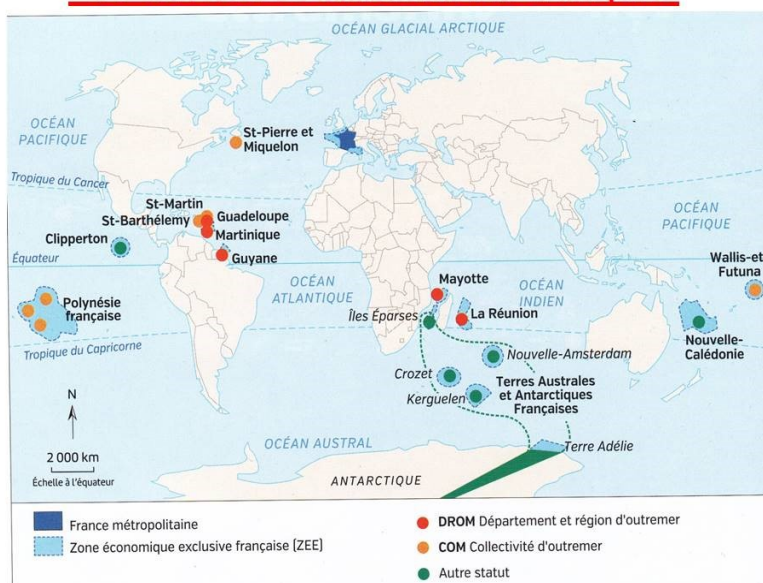 OCÉAN GLACIAL ARCTIQUE
OCÉAN
PACIFIQUE
St-Pierre et
Miquelon
Tropique du Cancer
St-Martin
St-Barthélemy
Guadeloupe
Martinique
Clipperton
Guyane
Équateur
OCÉAN
PACIFIQUE
Wallis-et
Futuna
Mayotte
OCÉAN
ATLANTIQUE
OCÉAN
INDIEN
Polynésie
française
Îles Éparses
La Réunion
Tropique du Capricorne
Nouvelle-
Calédonie
Nouvelle-Amsterdam
Crozet
Kerguelen
Terres Australes
et Antarctiques
Françaises
N
2 000 km
Échelle à l'équateur
OCÉAN AUSTRAL
Terre Adélie
ANTARCTIQUE
France métropolitaine
Zone économique exclusive française [ZEE]
DROM Département et région d'outremer
COM Collectivité d'outremer
Autre statut